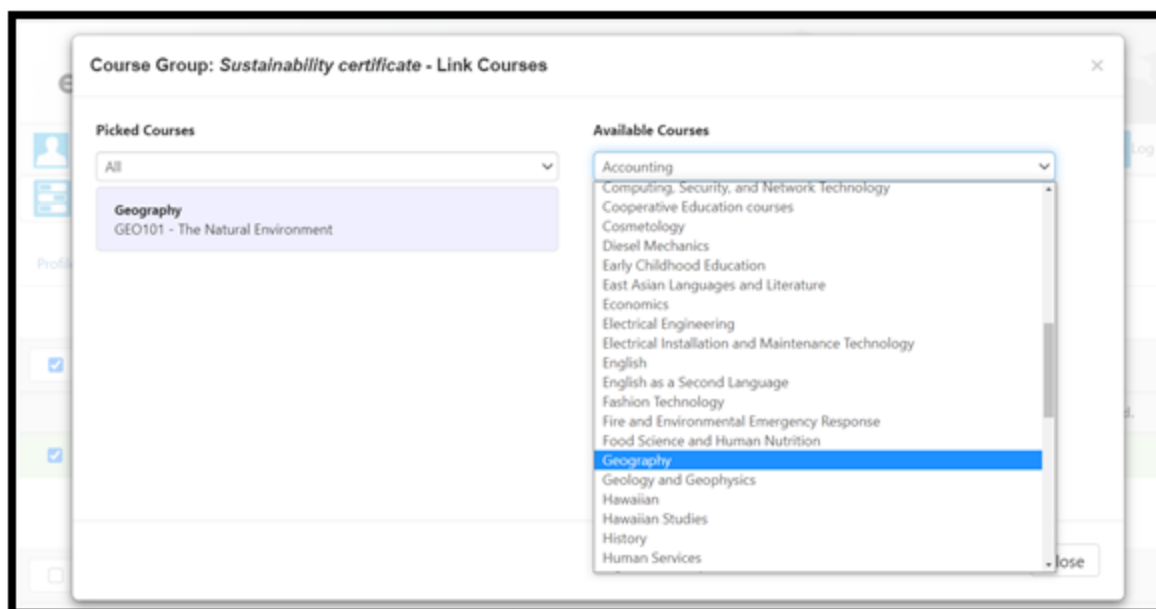 Course Group: Sustainability certificate - Link Courses
×
Picked Courses
All
Geography
GEO101 - The Natural Environment
Available Courses
Accounting
Computing, Security, and Network Technology
Cooperative Education courses
Cosmetology
Diesel Mechanics
Early Childhood Education
East Asian Languages and Literature
Economics
Electrical Engineering
Electrical Installation and Maintenance Technology
English
English as a Second Language
Fashion Technology
Fire and Environmental Emergency Response
Food Science and Human Nutrition
Geography
Geology and Geophysics
Hawaiian
Hawaiian Studies
History
Human Services